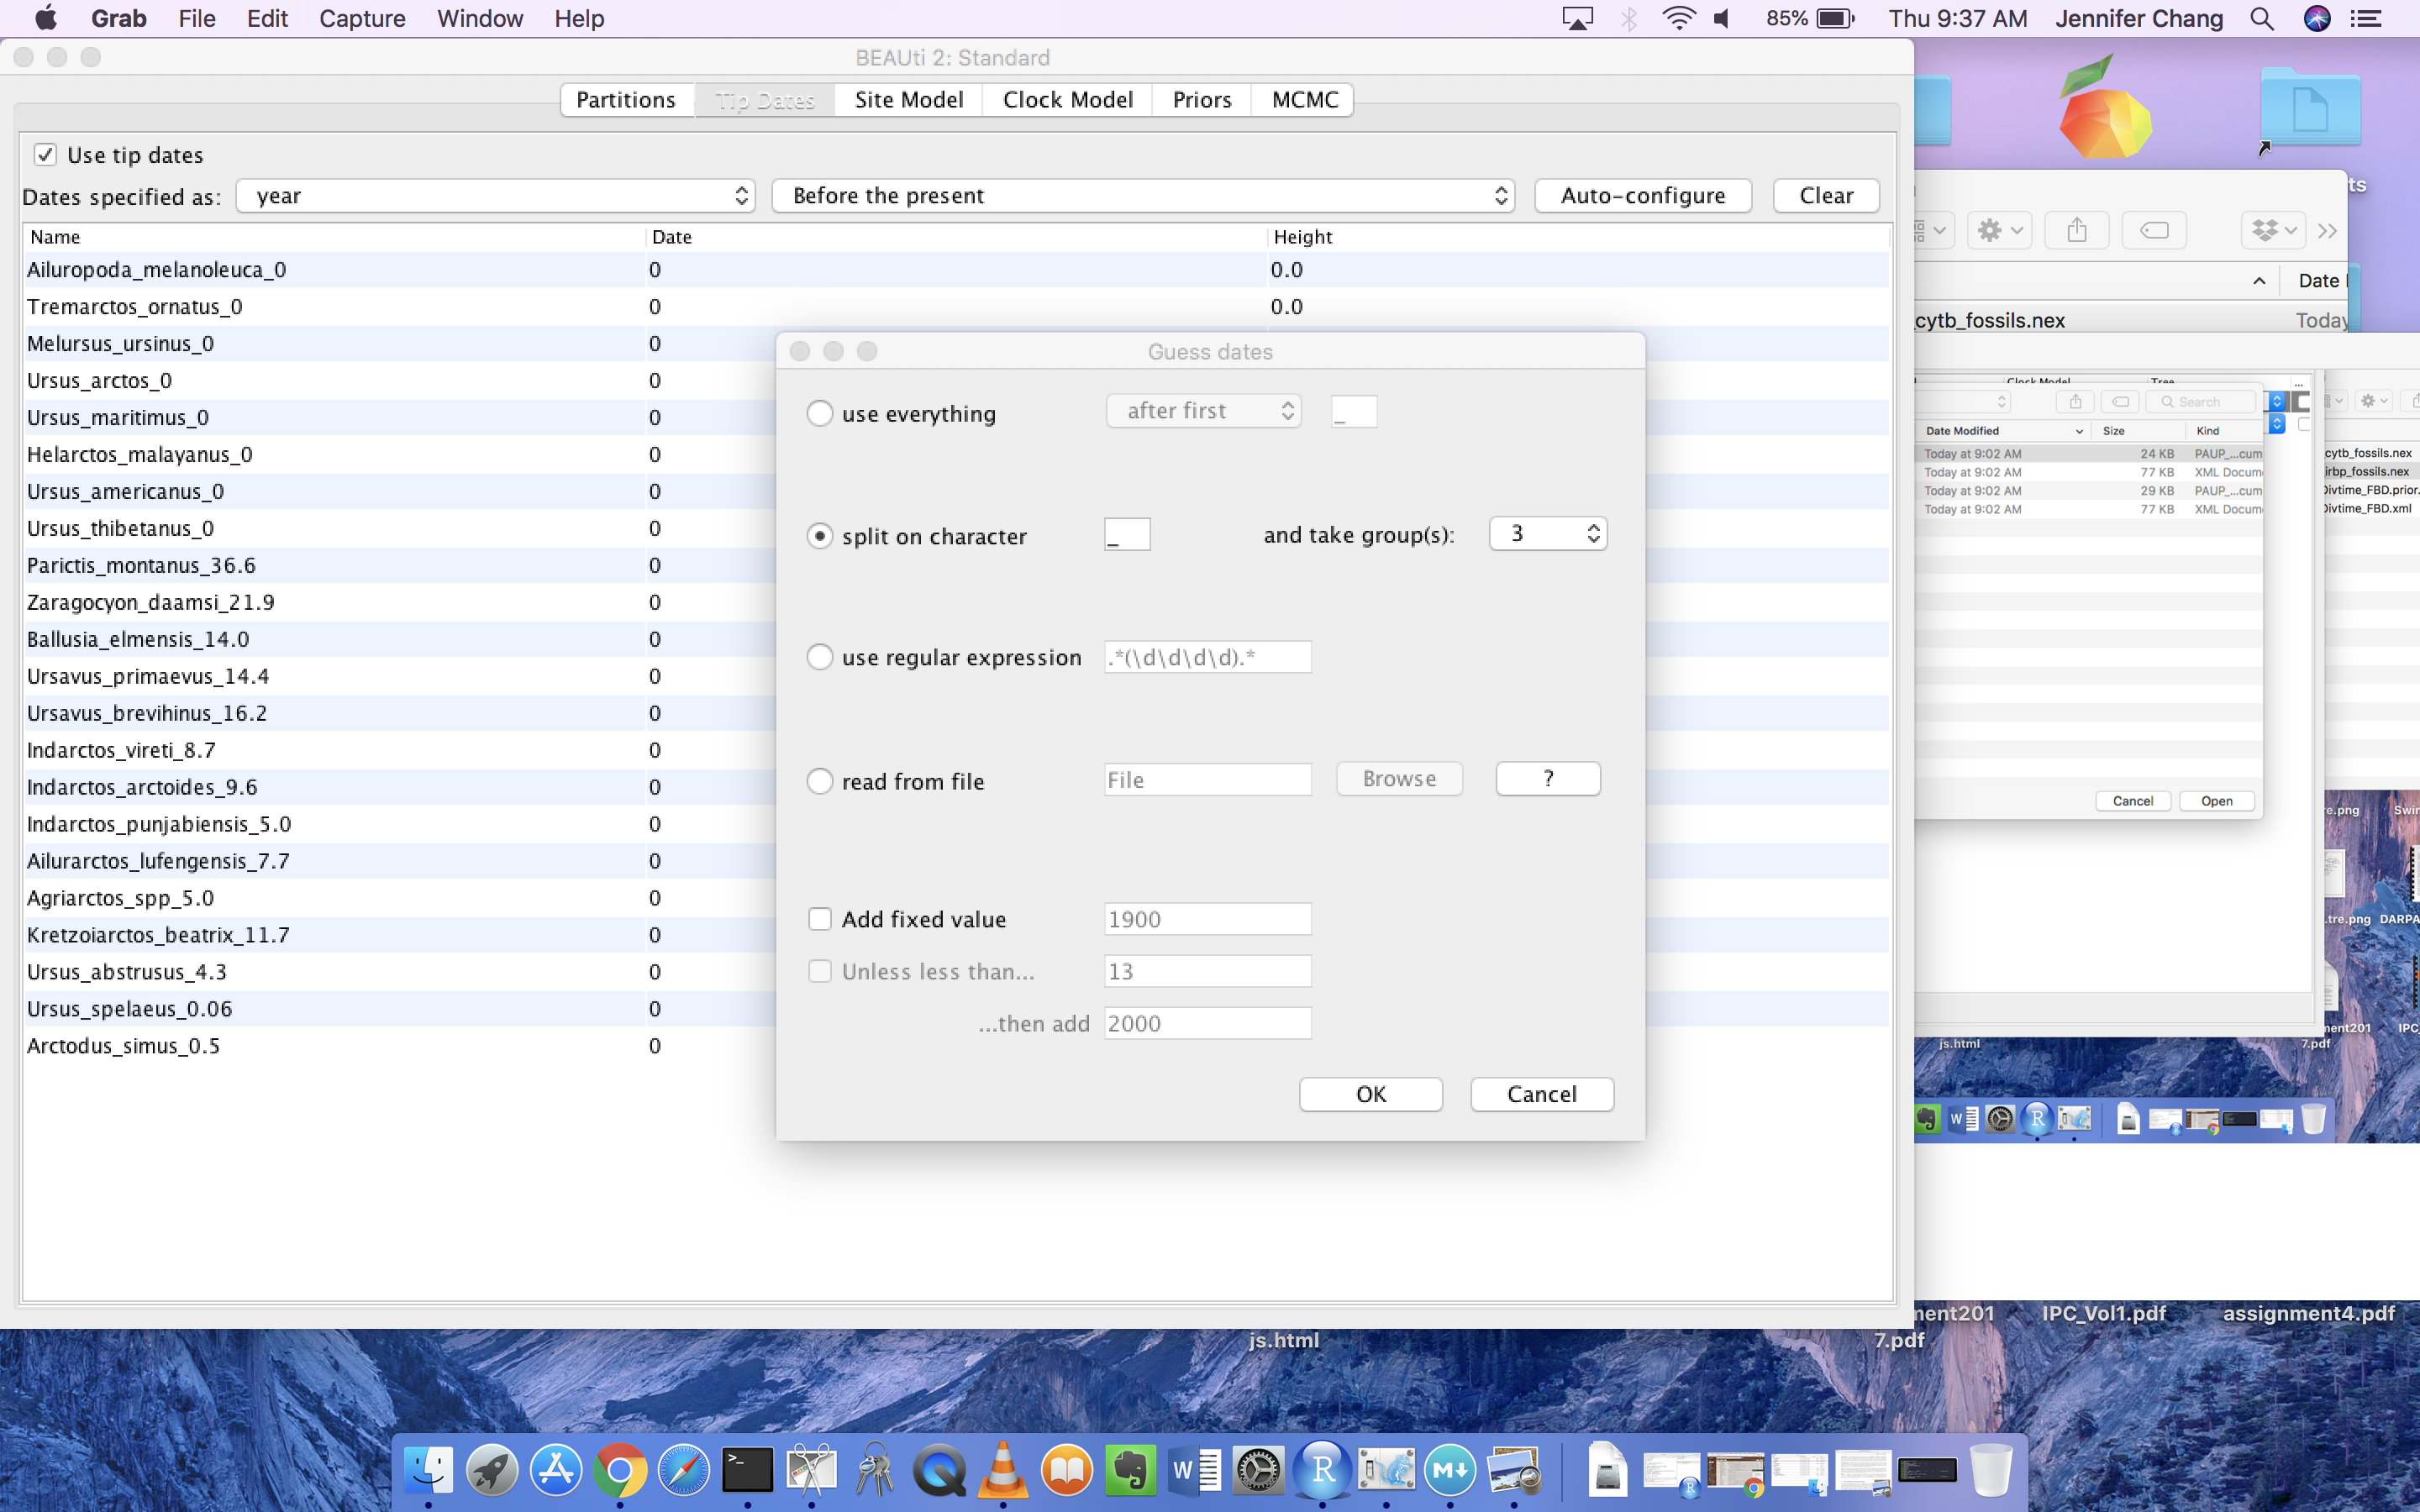 Grab File Edit Capture Window Help 85% Thu 9:37 AM Jennifer Chang
BEAUti 2: Standard
Partitions Tip Dates Site Model Clock Model Priors MCMC
Use tip dates
Dates specified as: year Before the present Auto-configure Clear
Name Date Height
Ailuropoda_melanoleuca_0 0 0.0
Tremarctos_ornatus_0 0 0.0
Melursus_ursinus_0 0
Ursus_arctos_0 0
Ursus_maritimus_0 0
Helarctos_malayanus_0 0
Ursus_americanus_0 0
Ursus_thibetanus_0 0
Parictis_montanus_36.6 0
Zaragocyon_daamsi_21.9 0
Ballusia_elmensis_14.0 0
Ursavus_primaevus_14.4 0
Ursavus_brevihinus_16.2 0
Indarctos_vireti_8.7 0
Indarctos_arctoides_9.6 0
Indarctos_punjabiensis_5.0 0
Ailurarctos_lufengensis_7.7 0
Agriarctos_spp_5.0 0
Kretzoiarctos_beatrix_11.7 0
Ursus_abstrusus_4.3 0
Ursus_spelaeus_0.06 0
Arctodus_simus_0.5 0
Guess dates
use everything after first _
split on character _ and take group(s): 3
use regular expression .*(\d\d\d\d).*
read from file File Browse ?
Add fixed value 1900
Unless less than... 13
...then add 2000
OK Cancel
ts
Date
_cytb_fossils.nex Today
Clock Model Tree ...
Search
Date Modified Size Kind
Today at 9:02 AM 24 KB PAUP_...cum
Today at 9:02 AM 77 KB XML Docum
Today at 9:02 AM 29 KB PAUP_...cum
Today at 9:02 AM 77 KB XML Docum
cytb_fossils.nex
irbp_fossils.nex
Divtime_FBD.prior.
Divtime_FBD.xml
Cancel Open
re.png Swin
.tre.png DARPA
ment201 IPC_
js.html 7.pdf
W R
ment201 IPC_Vol1.pdf assignment4.pdf
js.html 7.pdf
>_ W R M